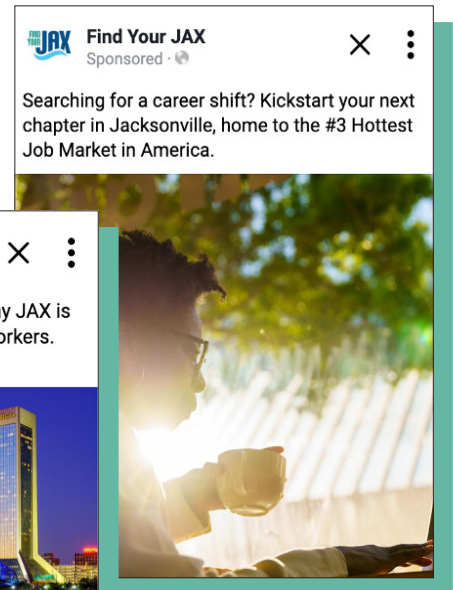 FIND YOUR JAX
Find Your JAX
Sponsored ·
Searching for a career shift? Kickstart your next
chapter in Jacksonville, home to the #3 Hottest
Job Market in America.
JAX is